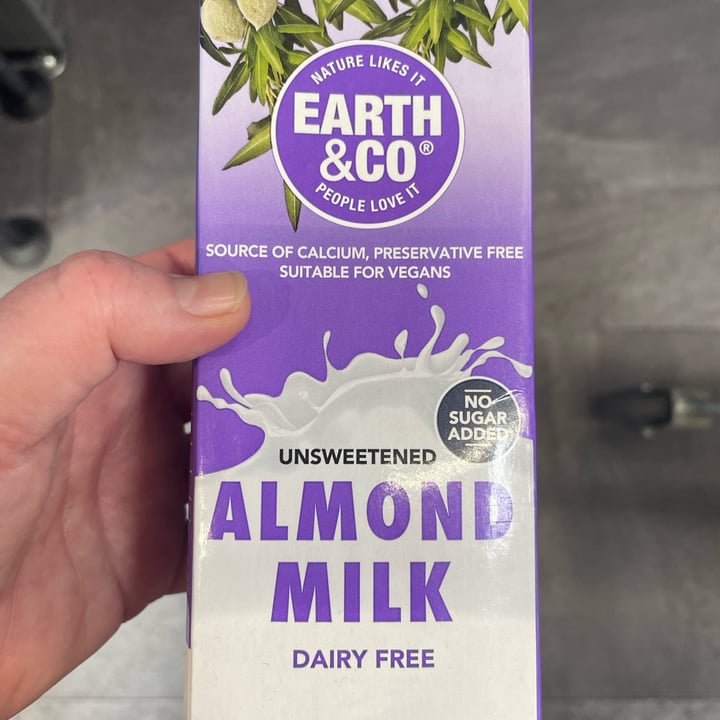 NATURE LIKES IT
EARTH
&CO®
PEOPLE LOVE IT
SOURCE OF CALCIUM, PRESERVATIVE FREE
SUITABLE FOR VEGANS
NO
SUGAR
ADDED
UNSWEETENED
ALMOND
MILK
DAIRY FREE